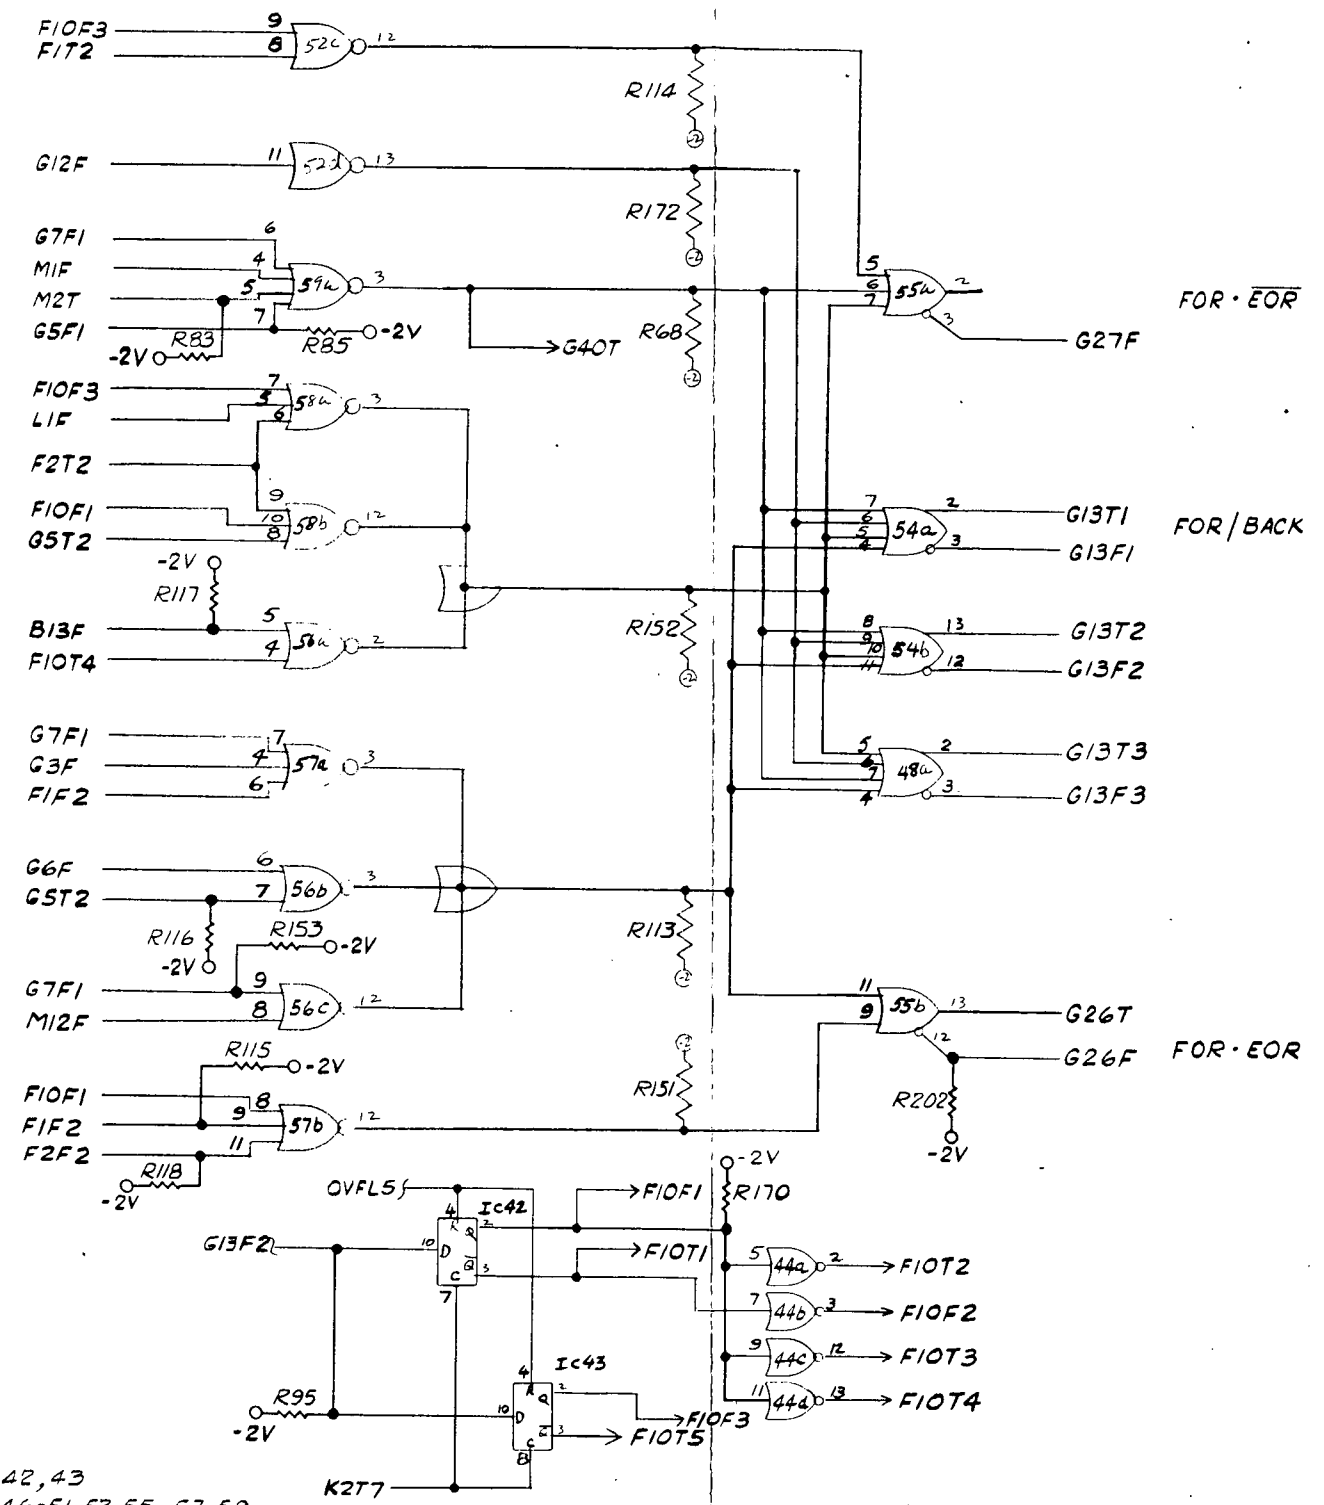 F10F3 9 12
F1T2 8 52c
R114
-2
G12F 11 52d 13
R172
-2
G7F1 6
M1F 4 59a 3
M2T 5
G5F1 7 R85 -2V
R83 -2V
G40T
R68
-2
5 55a 2
6
7 3
G27F
FOR · EOR
F10F3 7 58a 3
L1F 5
6
F2T2
9
F10F1 10 58b 12
G5T2 8
-2V
R117
B13F 5 56a 2
F10T4 4
R152
-2
7 2 G13T1
6 54a
5
4 3 G13F1
FOR/BACK
8 13 G13T2
9 54b
10
11 12 G13F2
5 2 G13T3
6 48a
7
4 3 G13F3
G7F1 7 57a 3
G3F 4
F1F2 6
G6F 6 56b 3
G5T2 7
R116 -2V
R153 -2V
R113
-2
G7F1 9 56c 12
M12F 8
11 55b 13 G26T
9 12 G26F
FOR · EOR
R202
-2V
R115 -2V
-2
R151
F10F1 8
F1F2 9 57b 12
F2F2 11
R118
-2V
OVFL5 4 Ic42
R Q 2 F10F1
G13F2 10 D
C Q 3 F10T1
7
-2V
R170
5 44a 2 F10T2
7 44b 3 F10F2
9 44c 12 F10T3
11 44d 13 F10T4
4 Ic43
R95 -2V
10 D R Q 2 F10F3
C Q 3 F10T5
8
K2T7
42,43